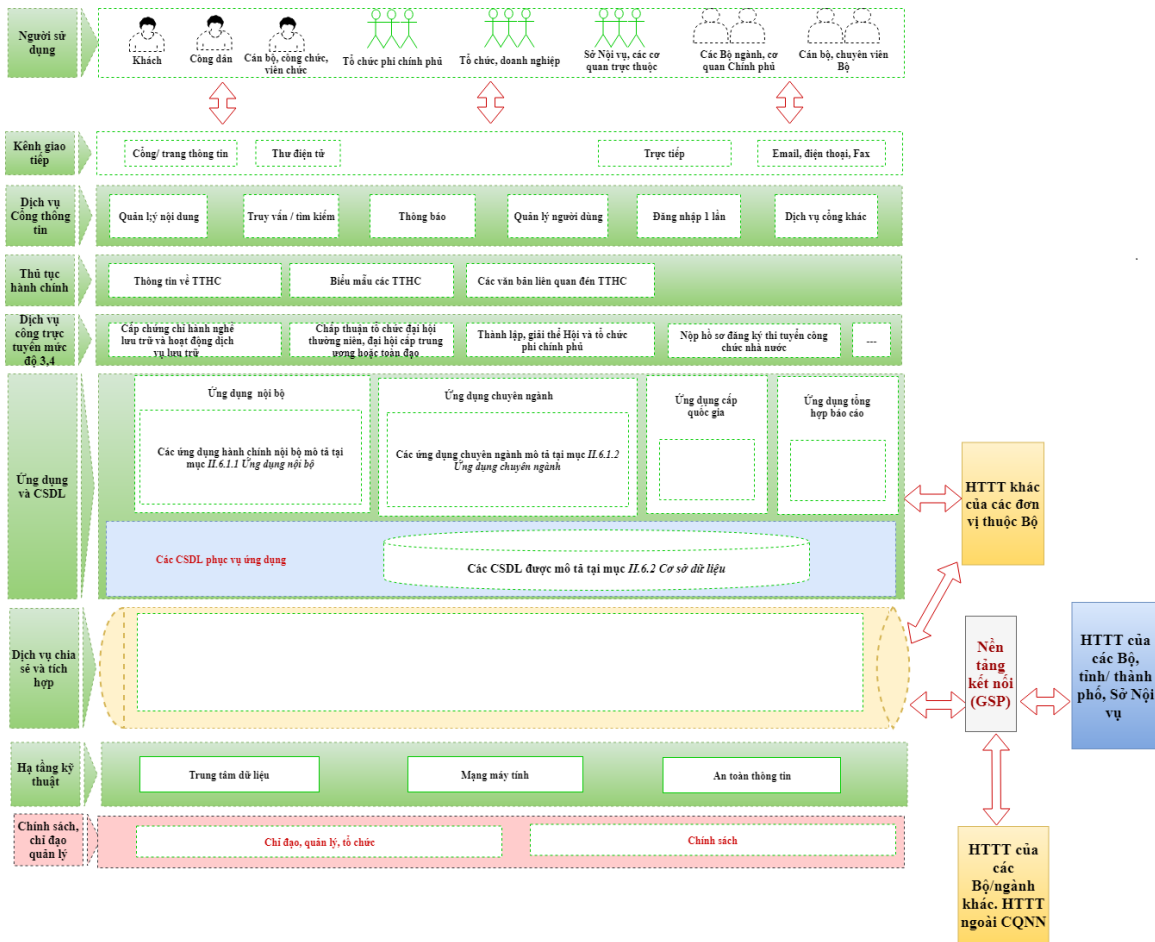 Người sử
dụng
Khách
Công dân
Cán bộ, công chức,
viên chức
Tổ chức phi chính phủ
Tổ chức, doanh nghiệp
Sở Nội vụ, các cơ
quan trực thuộc
Các Bộ ngành, cơ
quan Chính phủ
Cán bộ, chuyên viên
Bộ
Kênh giao
tiếp
Cổng/ trang thông tin
Thư điện tử
Trực tiếp
Email, điện thoại, Fax
Dịch vụ
Cổng thông
tin
Quản l;ý nội dung
Truy vấn / tìm kiếm
Thông báo
Quản lý người dùng
Đăng nhập 1 lần
Dịch vụ cổng khác
Thủ tục
hành chính
Thông tin về TTHC
Biểu mẫu các TTHC
Các văn bản liên quan đén TTHC
Dịch vụ
công trực
tuyến mức
độ 3,4
Cấp chứng chỉ hành nghề
lưu trữ và hoạt động dịch
vụ lưu trữ
Chấp thuận tổ chức đại hội
thường niên, đại hội cấp trung
ương hoặc toàn đạo
Thành lập, giải thể Hội và tổ chức
phi chính phủ
Nộp hồ sơ đăng ký thi tuyển công
chức nhà nước
---
Ứng dụng
và CSDL
Ứng dụng nội bộ
Các ứng dụng hành chính nội bộ mô tả tại
mục II.6.1.1 Ứng dụng nội bộ
Ứng dụng chuyên ngành
Các ứng dụng chuyên ngành mô tả tại mục II.6.1.2
Ứng dụng chuyên ngành
Ứng dụng cấp
quốc gia
Ứng dụng tổng
hợp báo cáo
Các CSDL phục vụ ứng dụng
Các CSDL được mô tả tại mục II.6.2 Cơ sở dữ liệu
HTTT khác
của các đơn
vị thuộc Bộ
Dịch vụ chia
sẻ và tích
hợp
Nền
tảng
kết nối
(GSP)
HTTT của
các Bộ,
tỉnh/ thành
phố, Sở Nội
vụ
Hạ tầng kỹ
thuật
Trung tâm dữ liệu
Mạng máy tính
An toàn thông tin
Chính sách,
chỉ đạo
quản lý
Chỉ đạo, quản lý, tổ chức
Chính sách
HTTT của
các
Bộ/ngành
khác. HTTT
ngoài CQNN